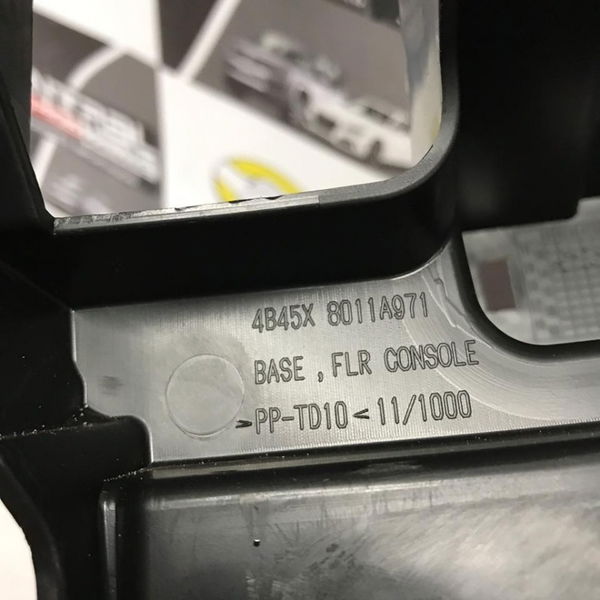 4B45X 8011A971
BASE , FLR CONSOLE
>PP-TD10< 11/1000